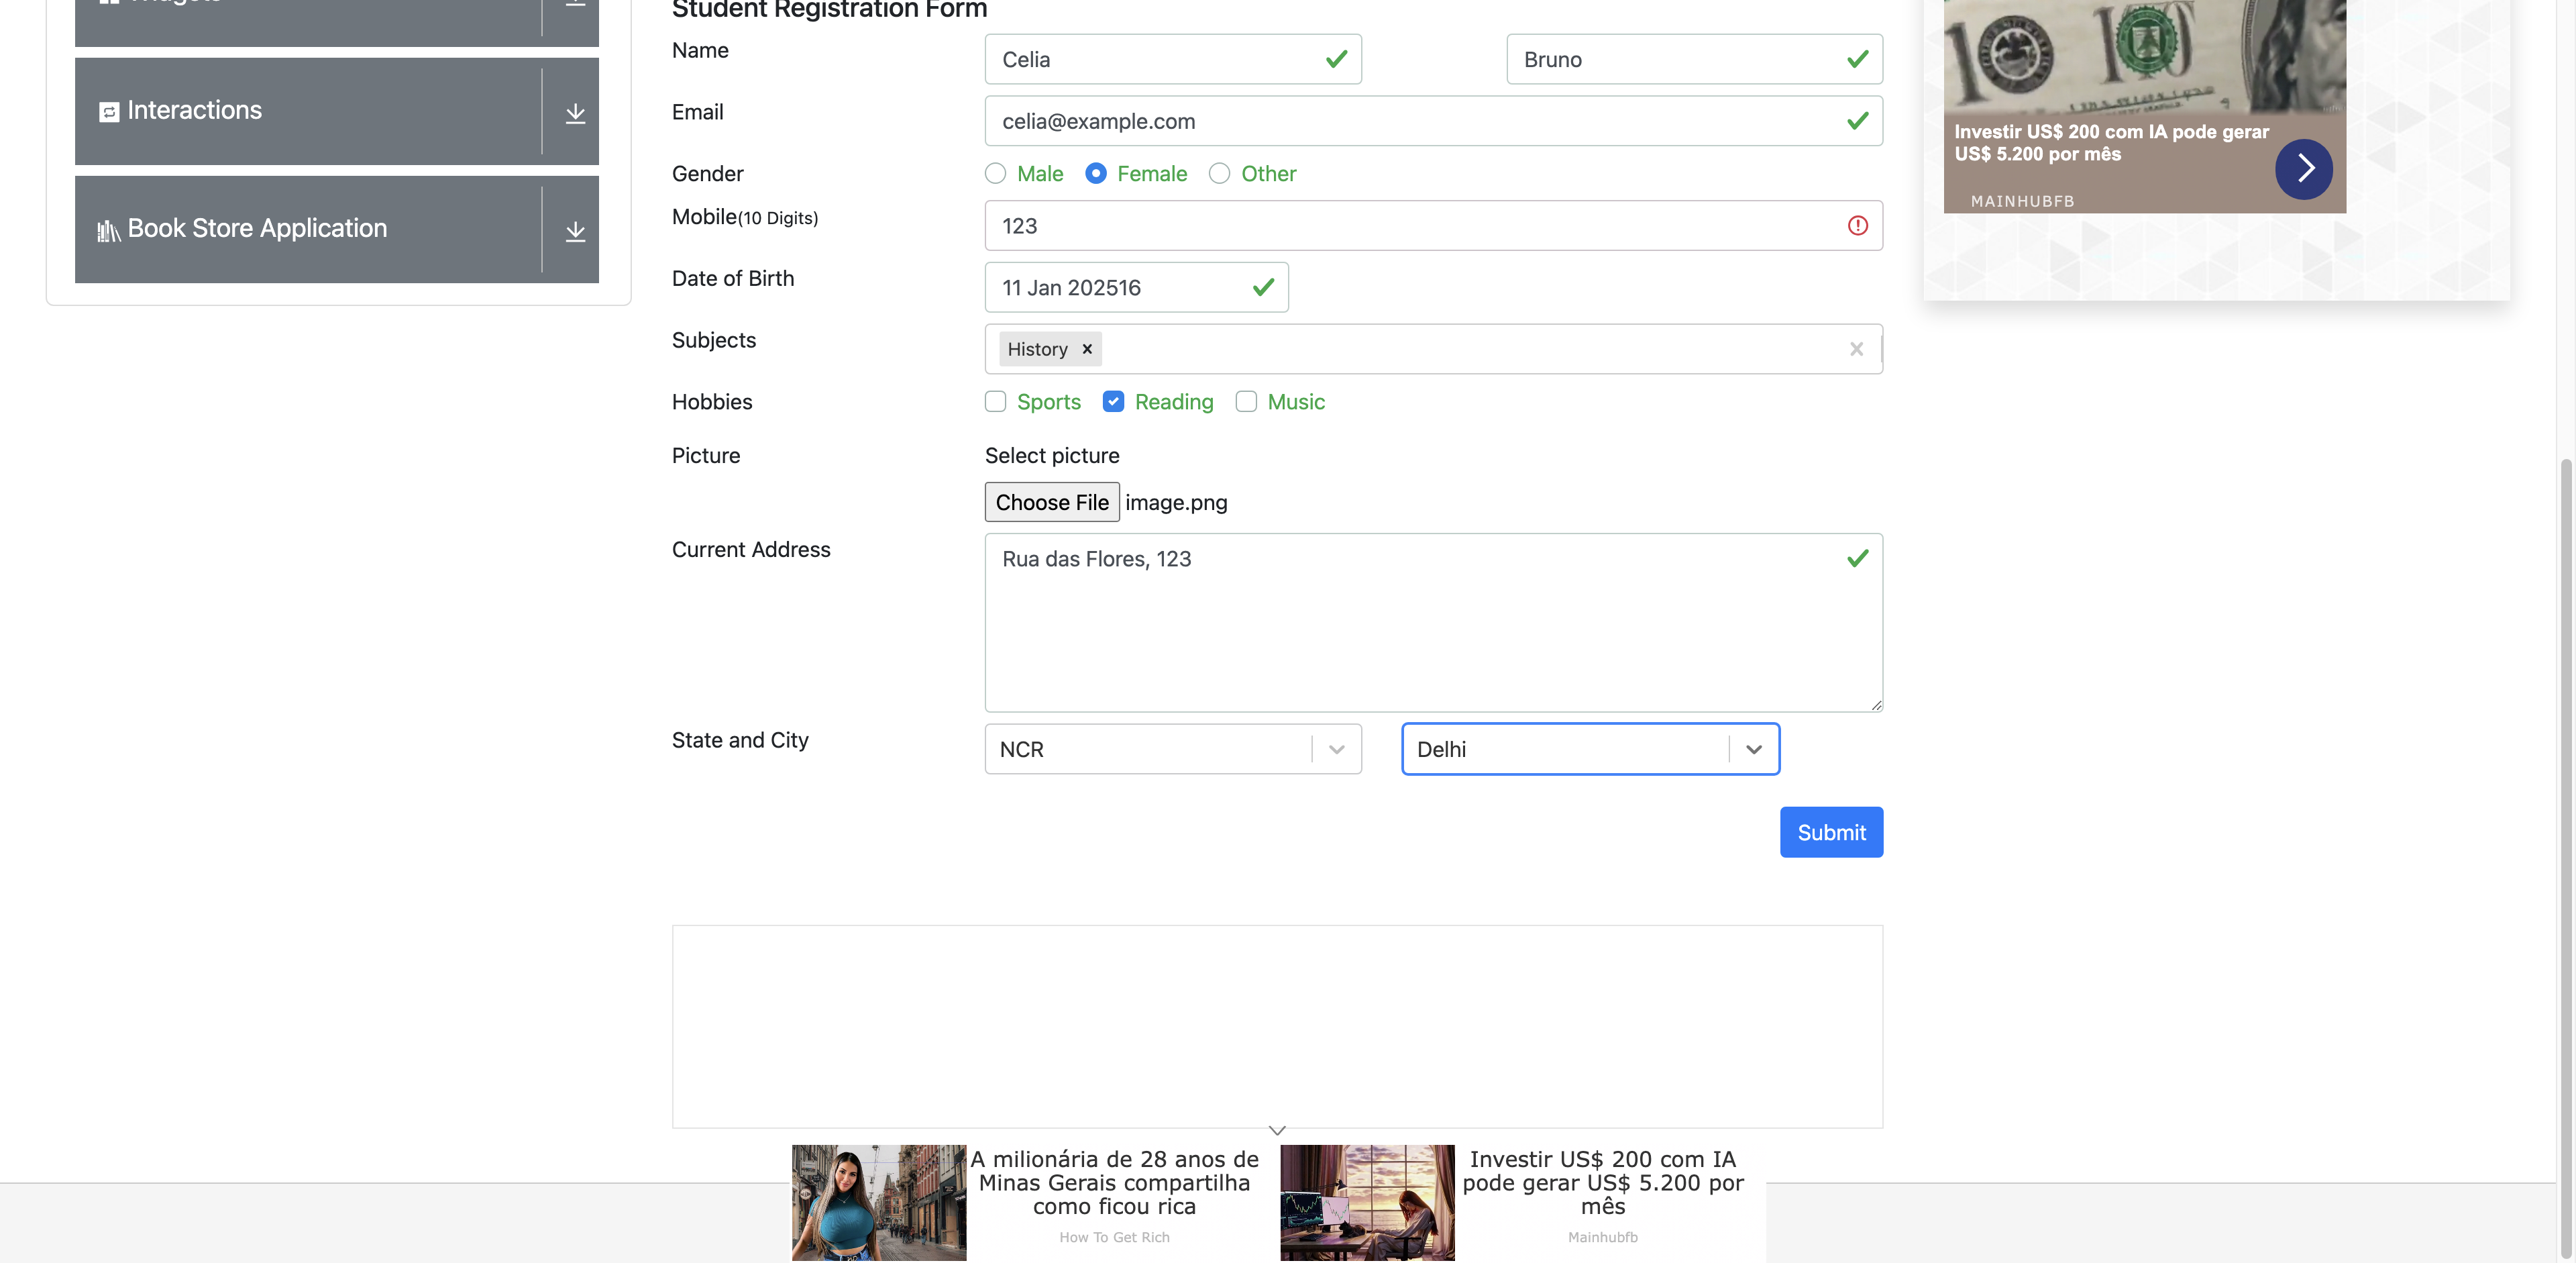 Widgets
Interactions
Book Store Application
Student Registration Form
Name
Celia
Bruno
Email
celia@example.com
Gender
Male
Female
Other
Mobile(10 Digits)
123
Date of Birth
11 Jan 202516
Subjects
History
Hobbies
Sports
Reading
Music
Picture
Select picture
Choose File image.png
Current Address
Rua das Flores, 123
State and City
NCR
Delhi
Submit
10 10
Investir US$ 200 com IA pode gerar
US$ 5.200 por mês
MAINHUBFB
A milionária de 28 anos de
Minas Gerais compartilha
como ficou rica
How To Get Rich
Investir US$ 200 com IA
pode gerar US$ 5.200 por
mês
Mainhubfb